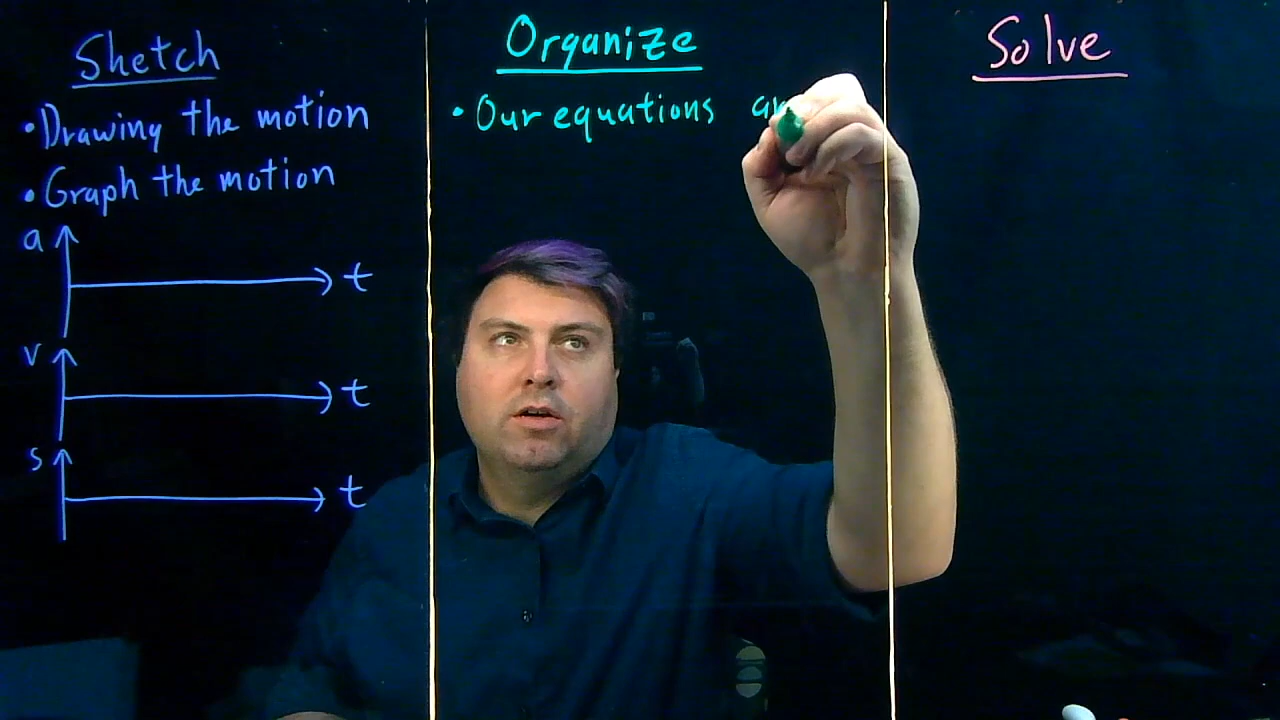 Sketch
• Drawing the motion
• Graph the motion
a
t
v
t
s
t
Organize
• Our equations
Solve